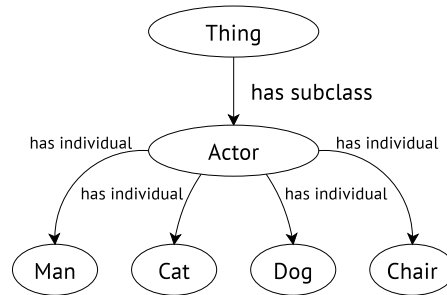 Thing
has subclass
Actor
has individual
has individual
has individual
has individual
Man
Cat
Dog
Chair